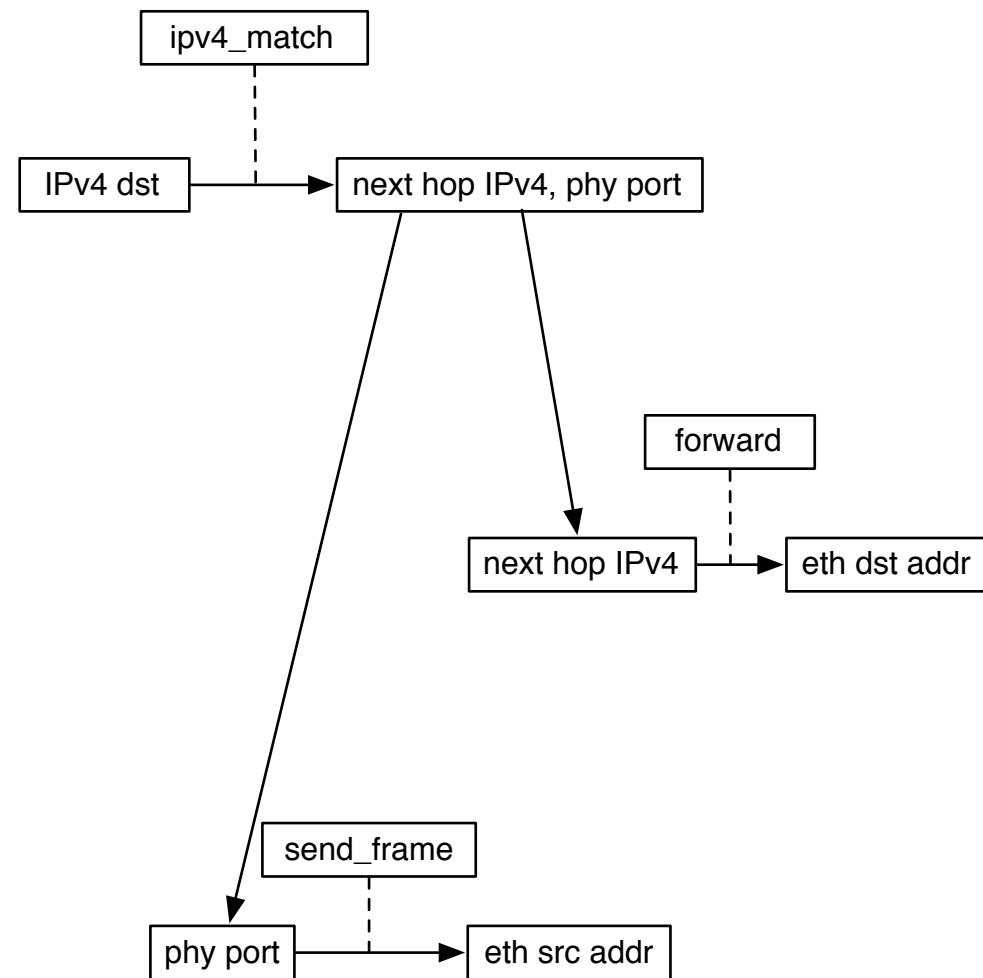 ipv4_match
IPv4 dst
next hop IPv4, phy port
forward
next hop IPv4
eth dst addr
send_frame
phy port
eth src addr